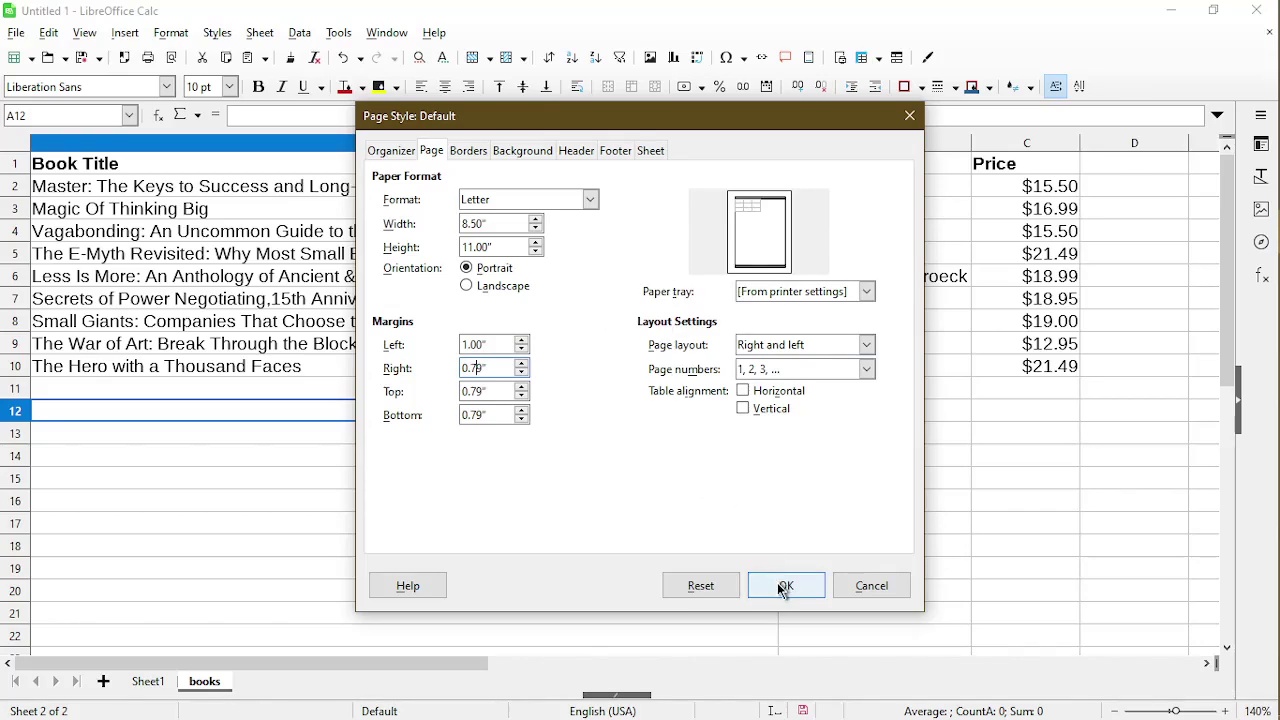 Untitled 1 - LibreOffice Calc
File Edit View Insert Format Styles Sheet Data Tools Window Help
Liberation Sans 10 pt
A12
Page Style: Default
Organizer Page Borders Background Header Footer Sheet
Paper Format
Format: Letter
Width: 8.50"
Height: 11.00"
Orientation: Portrait
Landscape
Paper tray: [From printer settings]
Margins
Left: 1.00"
Right: 0.79"
Top: 0.79"
Bottom: 0.79"
Layout Settings
Page layout: Right and left
Page numbers: 1, 2, 3, ...
Table alignment: Horizontal
Vertical
Help Reset OK Cancel
C D
1 Book Title Price
2 Master: The Keys to Success and Long- $15.50
3 Magic Of Thinking Big $16.99
4 Vagabonding: An Uncommon Guide to t $15.50
5 The E-Myth Revisited: Why Most Small $21.49
6 Less Is More: An Anthology of Ancient & roeck $18.99
7 Secrets of Power Negotiating,15th Anniv $18.95
8 Small Giants: Companies That Choose t $19.00
9 The War of Art: Break Through the Block $12.95
10 The Hero with a Thousand Faces $21.49
11
12
13
14
15
16
17
18
19
20
21
22
Sheet1 books
Sheet 2 of 2 Default English (USA) Average: ; CountA: 0; Sum: 0 140%